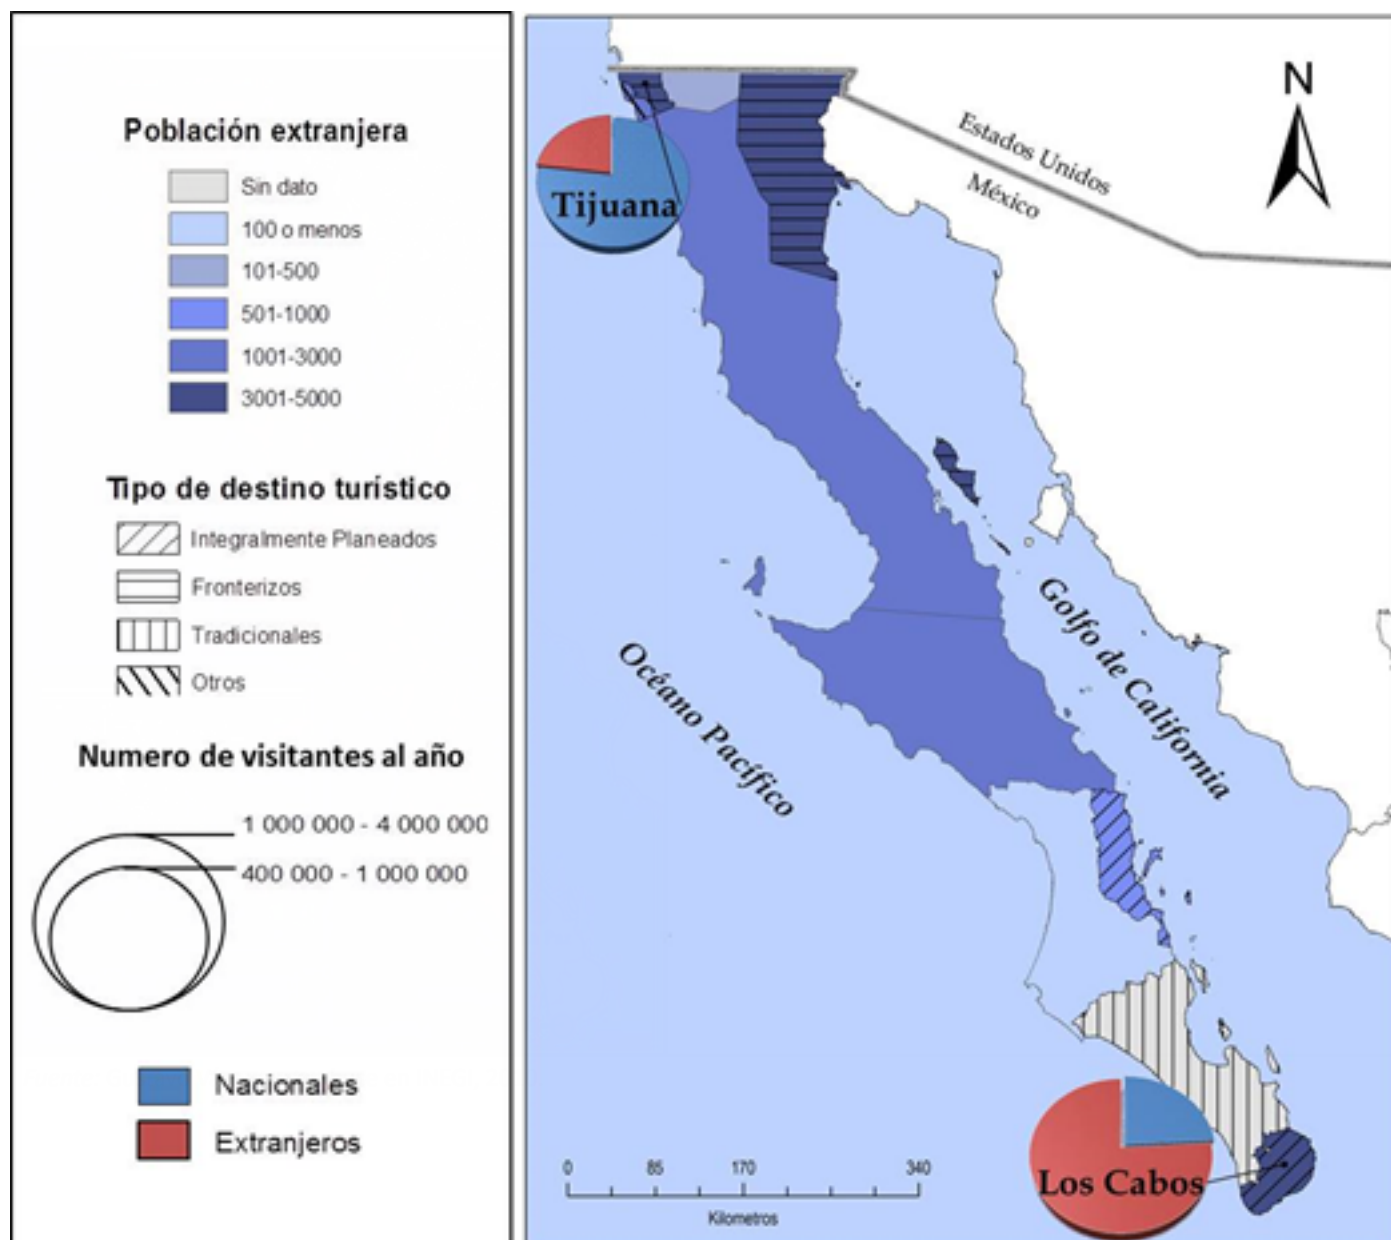 Población extranjera
Sin dato
100 o menos
101-500
501-1000
1001-3000
3001-5000
Tipo de destino turístico
Integralmente Planeados
Fronterizos
Tradicionales
Otros
Numero de visitantes al año
1 000 000 - 4 000 000
400 000 - 1 000 000
Nacionales
Extranjeros
N
Estados Unidos
México
Tijuana
Golfo de California
Océano Pacífico
Los Cabos
0 85 170 340
Kilometros